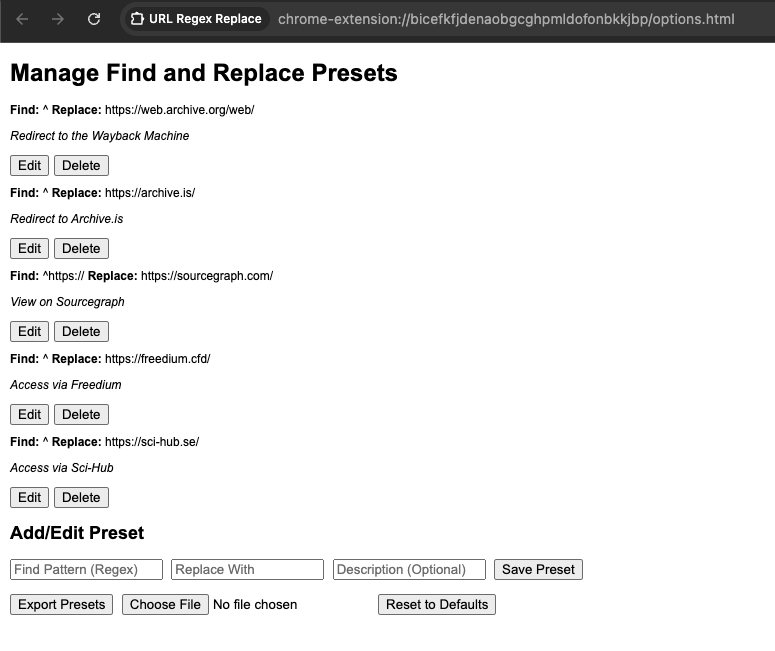 URL Regex Replace chrome-extension://bicefkfjdenaobgcghpmldofonbkkjbp/options.html
Manage Find and Replace Presets
Find: ^ Replace: https://web.archive.org/web/
Redirect to the Wayback Machine
Edit Delete
Find: ^ Replace: https://archive.is/
Redirect to Archive.is
Edit Delete
Find: ^https:// Replace: https://sourcegraph.com/
View on Sourcegraph
Edit Delete
Find: ^ Replace: https://freedium.cfd/
Access via Freedium
Edit Delete
Find: ^ Replace: https://sci-hub.se/
Access via Sci-Hub
Edit Delete
Add/Edit Preset
Find Pattern (Regex) Replace With Description (Optional) Save Preset
Export Presets Choose File No file chosen Reset to Defaults